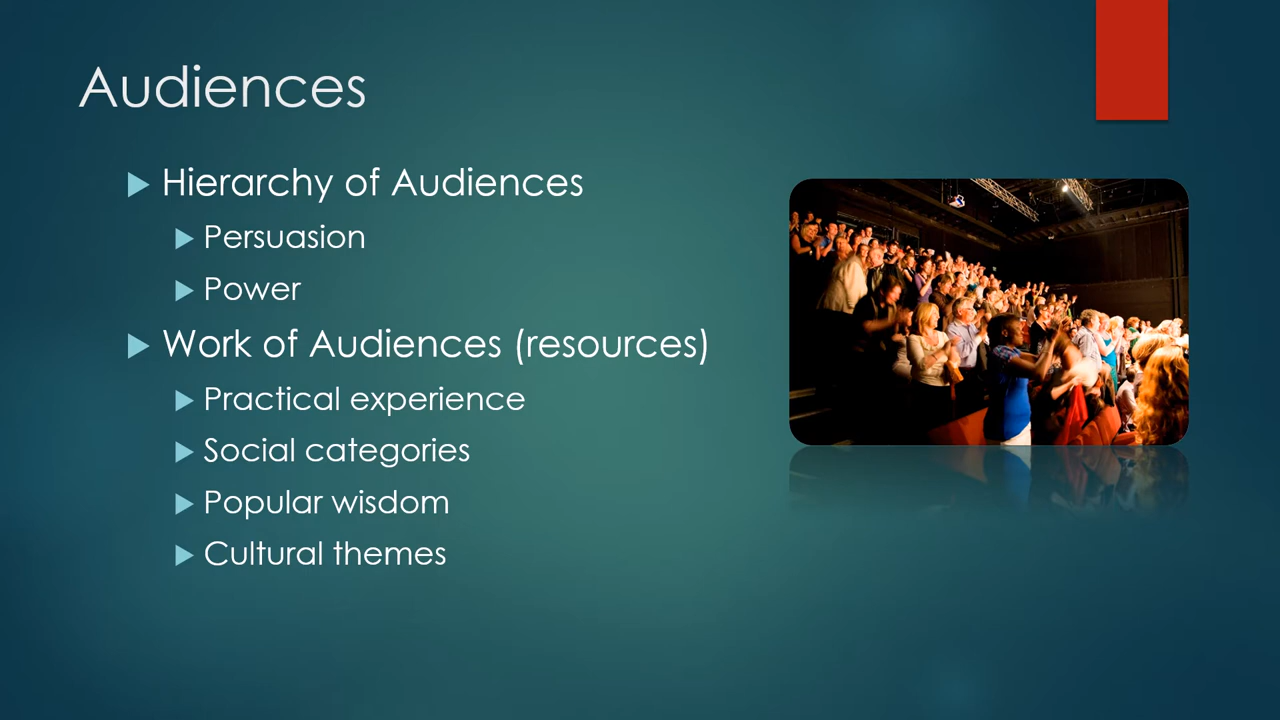 Audiences
Hierarchy of Audiences
Persuasion
Power
Work of Audiences (resources)
Practical experience
Social categories
Popular wisdom
Cultural themes